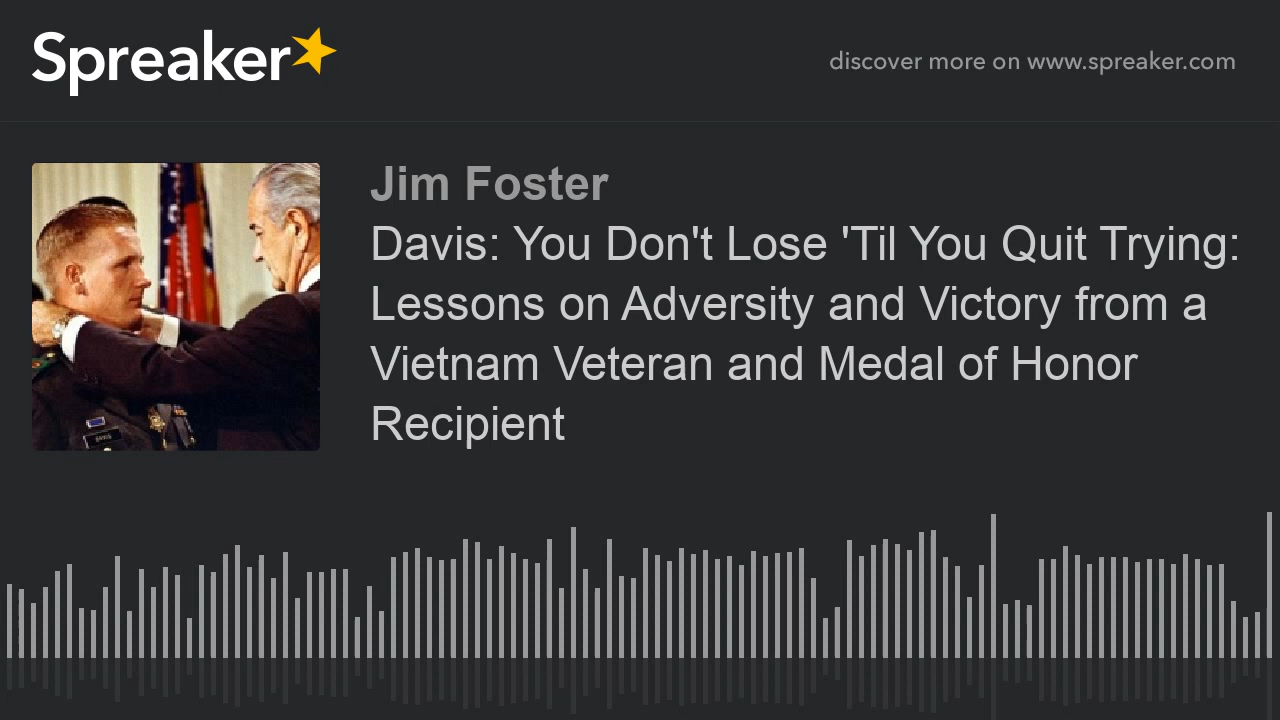 Spreaker
discover more on www.spreaker.com
Jim Foster
Davis: You Don't Lose 'Til You Quit Trying:
Lessons on Adversity and Victory from a
Vietnam Veteran and Medal of Honor
Recipient